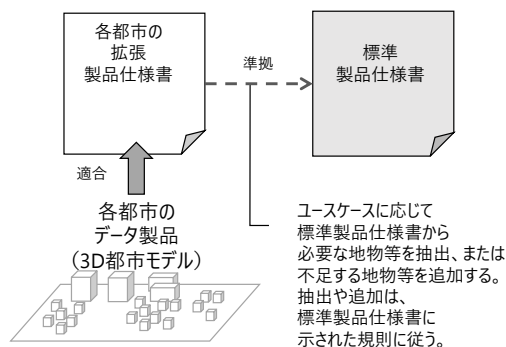 各都市の
拡張
製品仕様書
準拠
標準
製品仕様書
適合
各都市の
データ製品
（3D都市モデル）
ユースケースに応じて
標準製品仕様書から
必要な地物等を抽出、または
不足する地物等を追加する。
抽出や追加は、
標準製品仕様書に
示された規則に従う。